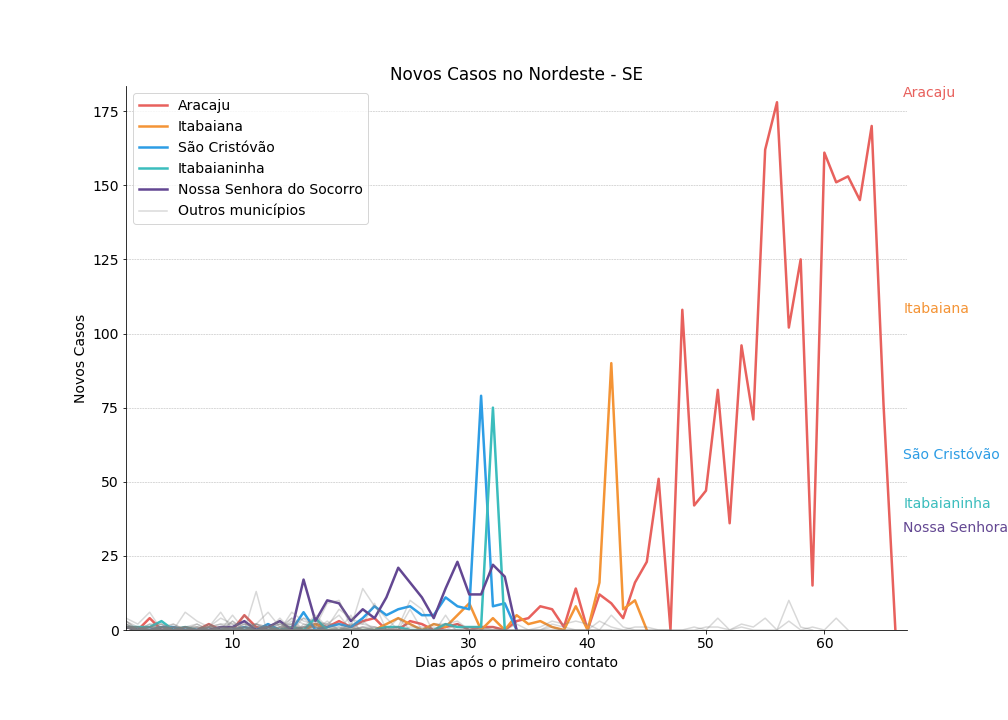 Novos Casos no Nordeste - SE
Aracaju
Itabaiana
São Cristóvão
Itabaianinha
Nossa Senhora do Socorro
Outros municípios
Novos Casos
175
150
125
100
75
50
25
0
10
20
30
40
50
60
Dias após o primeiro contato
Aracaju
Itabaiana
São Cristóvão
Itabaianinha
Nossa Senhora